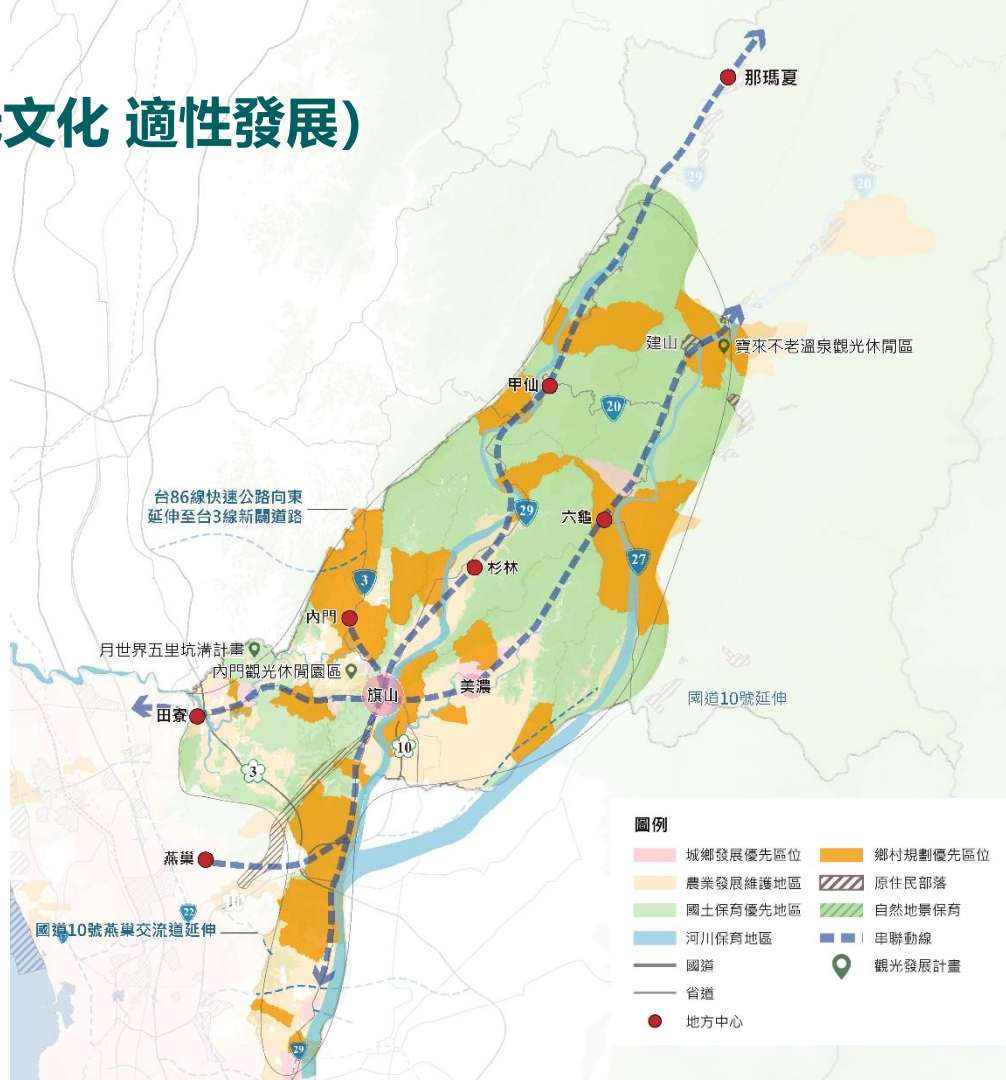 文化 適性發展)
那瑪夏
29
20
建山
寶來不老溫泉觀光休閒區
甲仙
20
台86線快速公路向東
延伸至台3線新闢道路
29
六龜
27
3
杉林
內門
月世界五里坑溝計畫
內門觀光休閒園區
旗山
美濃
國道10號延伸
田寮
10
3
燕巢
10
22
國道10號燕巢交流道延伸
29
圖例
城鄉發展優先區位
鄉村規劃優先區位
農業發展維護地區
原住民部落
國土保育優先地區
自然地景保育
河川保育地區
串聯動線
國道
觀光發展計畫
省道
地方中心